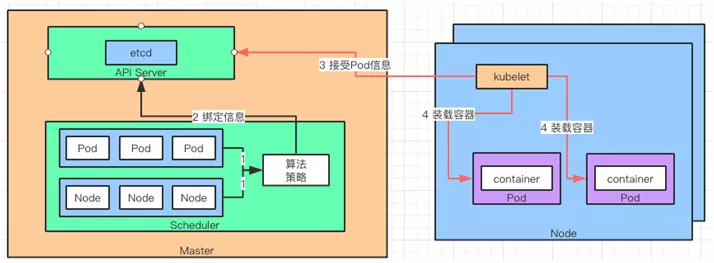 etcd
API Server
3 接受Pod信息
kubelet
2 绑定信息
4 装载容器
4 装载容器
Pod Pod Pod
1
算法
策略
1
Node Node Node
Scheduler
Master
container
Pod
container
Pod
Node